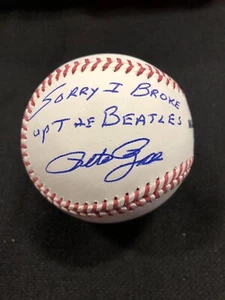 SORRY I BROKE
UP THE BEATLES
Pete Rose